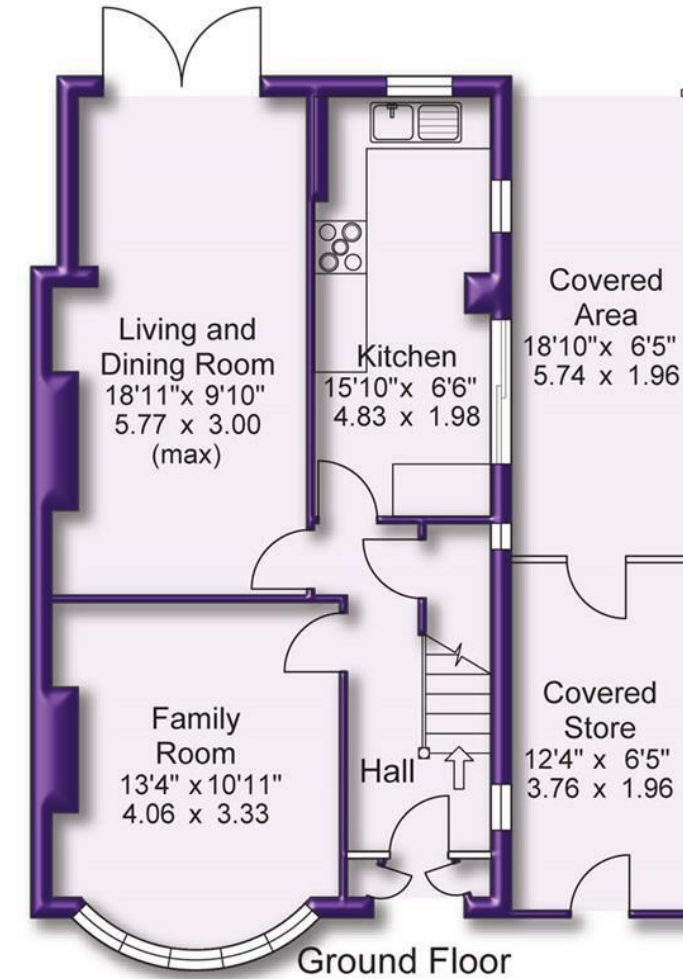 Living and
Dining Room
18'11"x 9'10"
5.77 x 3.00
(max)
Kitchen
15'10"x 6'6"
4.83 x 1.98
Covered
Area
18'10"x 6'5"
5.74 x 1.96
Family
Room
13'4" x 10'11"
4.06 x 3.33
Hall
Covered
Store
12'4" x 6'5"
3.76 x 1.96
Ground Floor